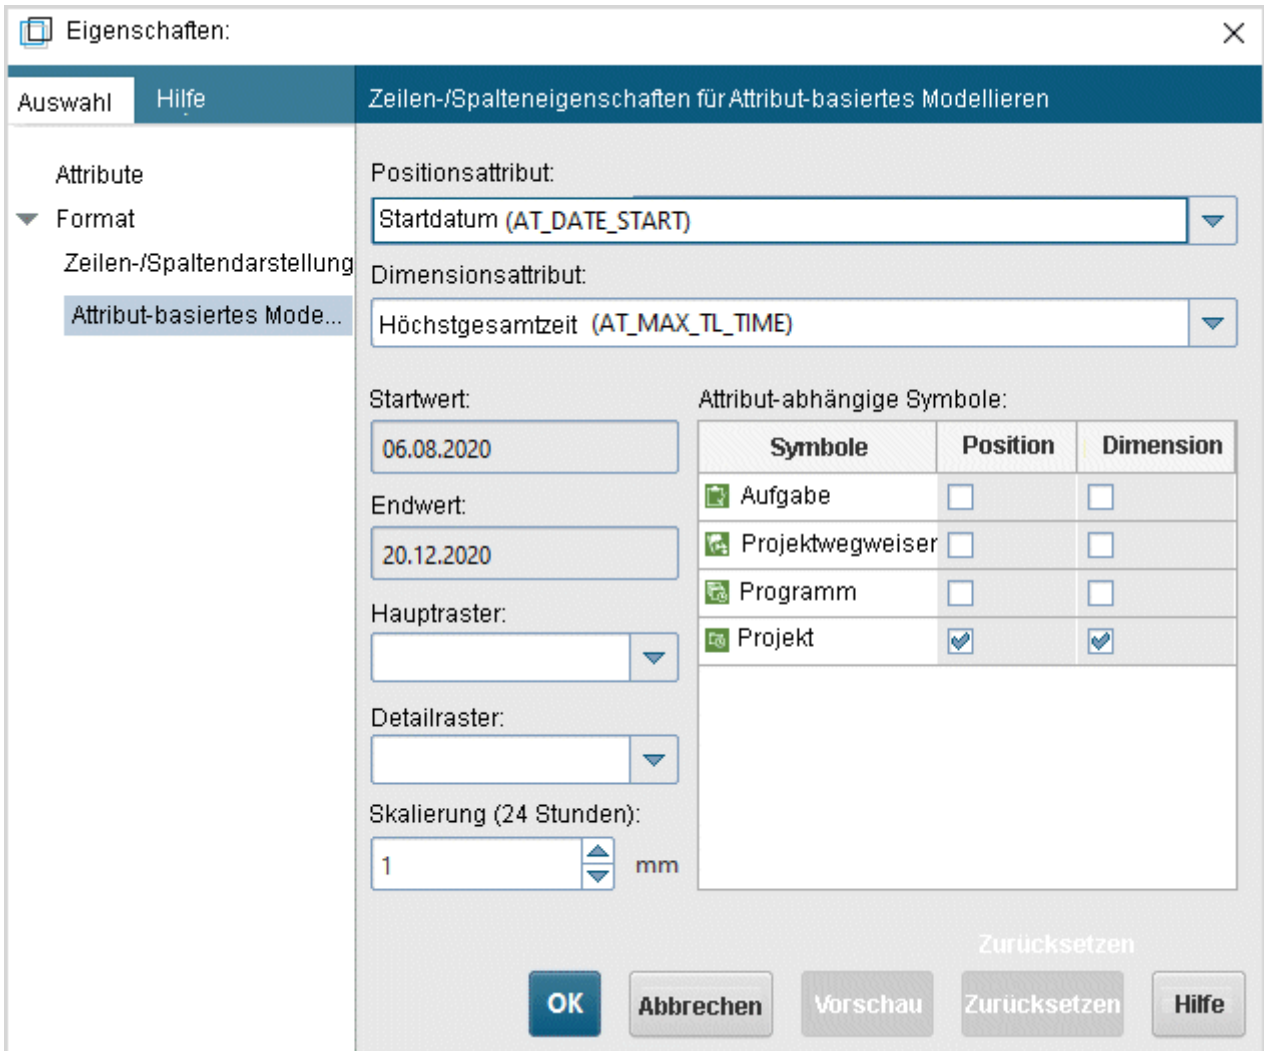 Eigenschaften:
Auswahl
Hilfe
Zeilen-/Spalteneigenschaften für Attribut-basiertes Modellieren
Attribute
Format
Zeilen-/Spaltendarstellung
Attribut-basiertes Mode...
Positionsattribut:
Startdatum (AT_DATE_START)
Dimensionsattribut:
Höchstgesamtzeit (AT_MAX_TL_TIME)
Startwert:
06.08.2020
Endwert:
20.12.2020
Hauptraster:
Detailraster:
Skalierung (24 Stunden):
1 mm
Attribut-abhängige Symbole:
Symbole Position Dimension
Aufgabe
Projektwegweiser
Programm
Projekt
Zurücksetzen
OK Abbrechen Vorschau Zurücksetzen Hilfe